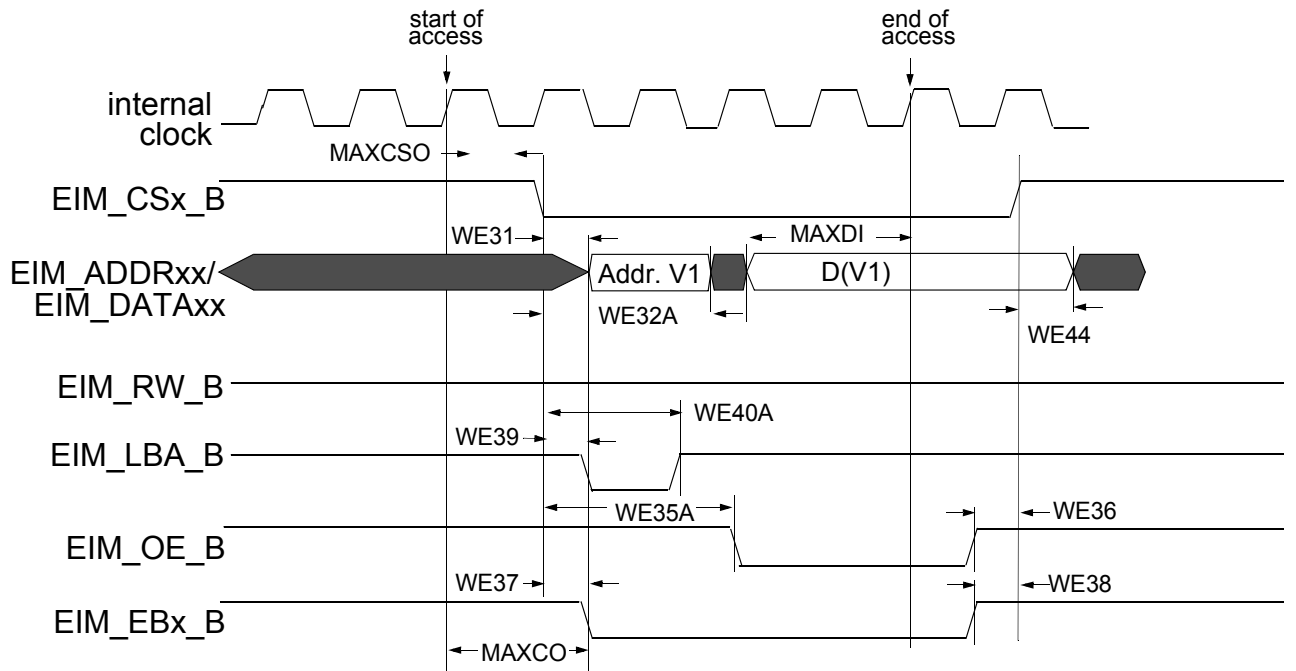 start of
access
end of
access
internal
clock
MAXCSO
EIM_CSx_B
WE31
MAXDI
EIM_ADDRxx/
EIM_DATAxx
Addr. V1
D(V1)
WE32A
WE44
EIM_RW_B
WE40A
WE39
EIM_LBA_B
WE35A
WE36
EIM_OE_B
WE37
WE38
EIM_EBx_B
MAXCO